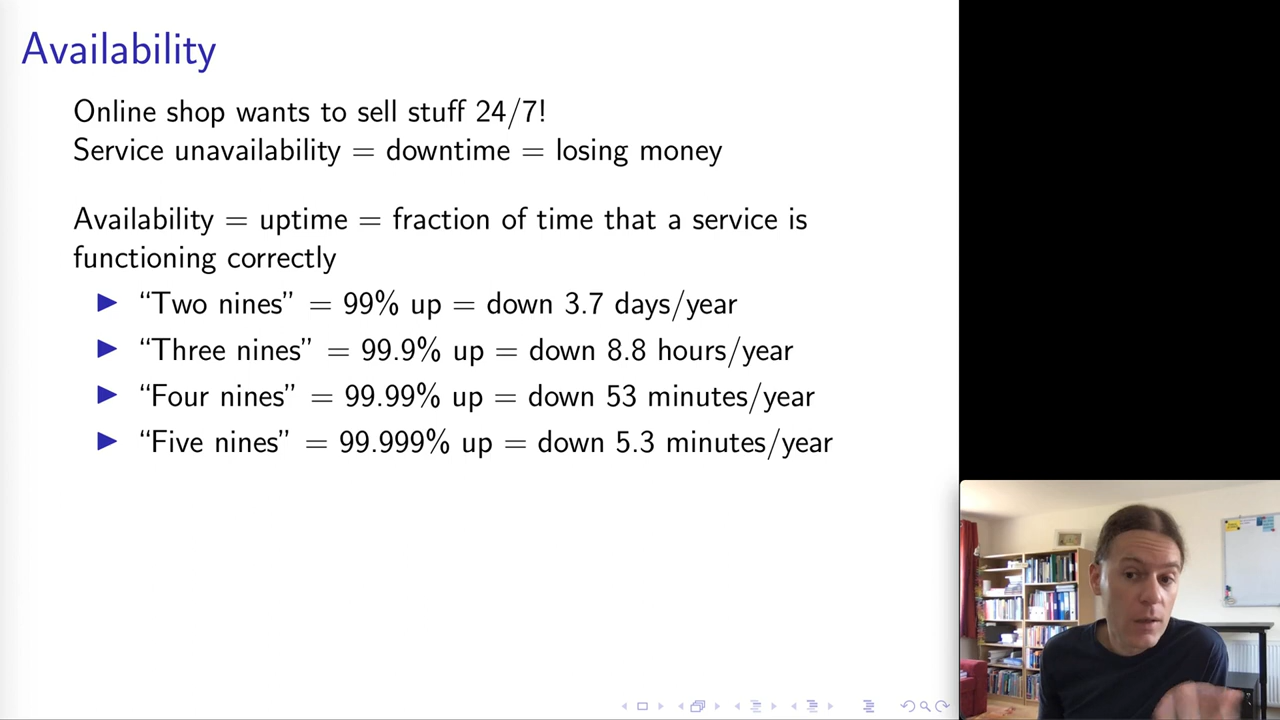 Availability
Online shop wants to sell stuff 24/7!
Service unavailability = downtime = losing money
Availability = uptime = fraction of time that a service is
functioning correctly
▶ “Two nines” = 99% up = down 3.7 days/year
▶ “Three nines” = 99.9% up = down 8.8 hours/year
▶ “Four nines” = 99.99% up = down 53 minutes/year
▶ “Five nines” = 99.999% up = down 5.3 minutes/year